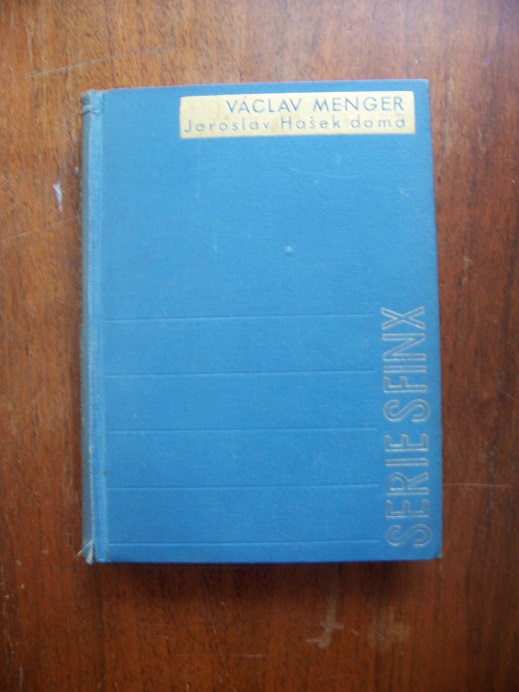 VÁCLAV MENGER
Jaroslav Hašek doma
SERIE SFINX